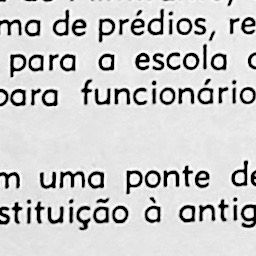 ma de prédios, re
para a escola
para funcionário
m uma ponte de
stituição à antig